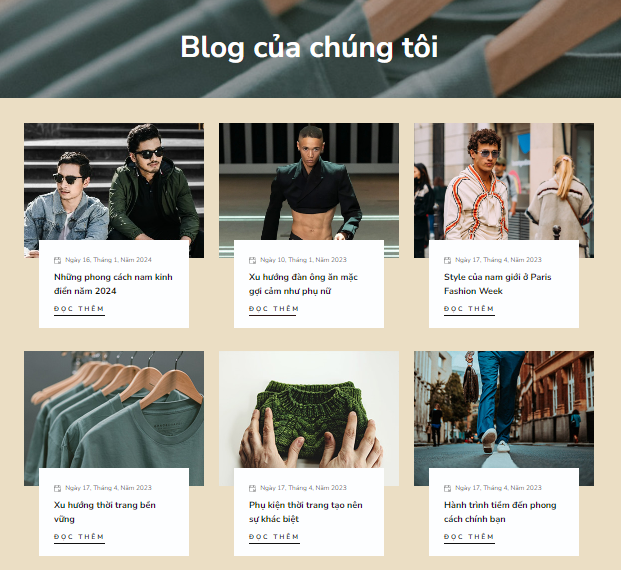 Blog của chúng tôi
Ngày 16, Tháng 1, Năm 2024
Những phong cách nam kinh
điển năm 2024
ĐỌC THÊM
Ngày 10, Tháng 1, Năm 2023
Xu hướng đàn ông ăn mặc
gợi cảm như phụ nữ
ĐỌC THÊM
Ngày 17, Tháng 4, Năm 2023
Style của nam giới ở Paris
Fashion Week
ĐỌC THÊM
Ngày 17, Tháng 4, Năm 2023
Xu hướng thời trang bền
vững
ĐỌC THÊM
Ngày 17, Tháng 4, Năm 2023
Phụ kiện thời trang tạo nên
sự khác biệt
ĐỌC THÊM
Ngày 17, Tháng 4, Năm 2023
Hành trình tiềm đến phong
cách chính bạn
ĐỌC THÊM